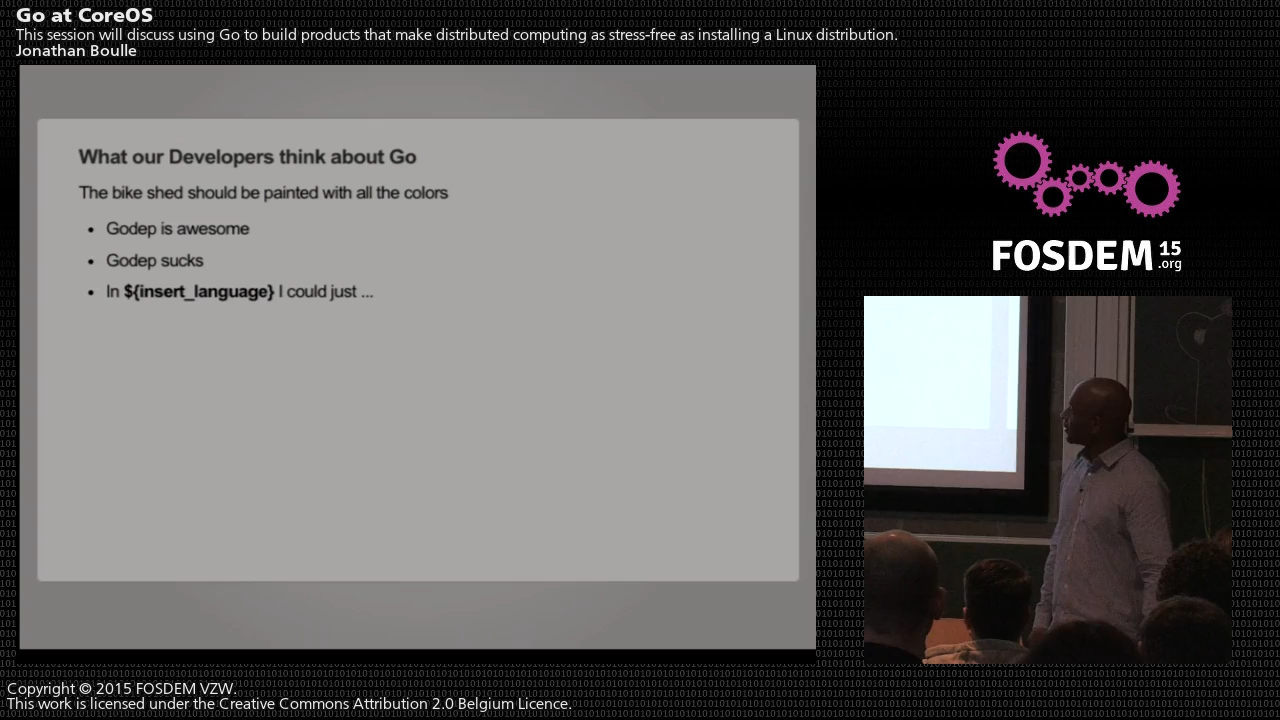 Go at CoreOS
This session will discuss using Go to build products that make distributed computing as stress-free as installing a Linux distribution.
Jonathan Boulle
What our Developers think about Go
The bike shed should be painted with all the colors
• Godep is awesome
• Godep sucks
• In ${insert_language} I could just ...
FOSDEM 15
.org
Copyright © 2015 FOSDEM VZW.
This work is licensed under the Creative Commons Attribution 2.0 Belgium Licence.